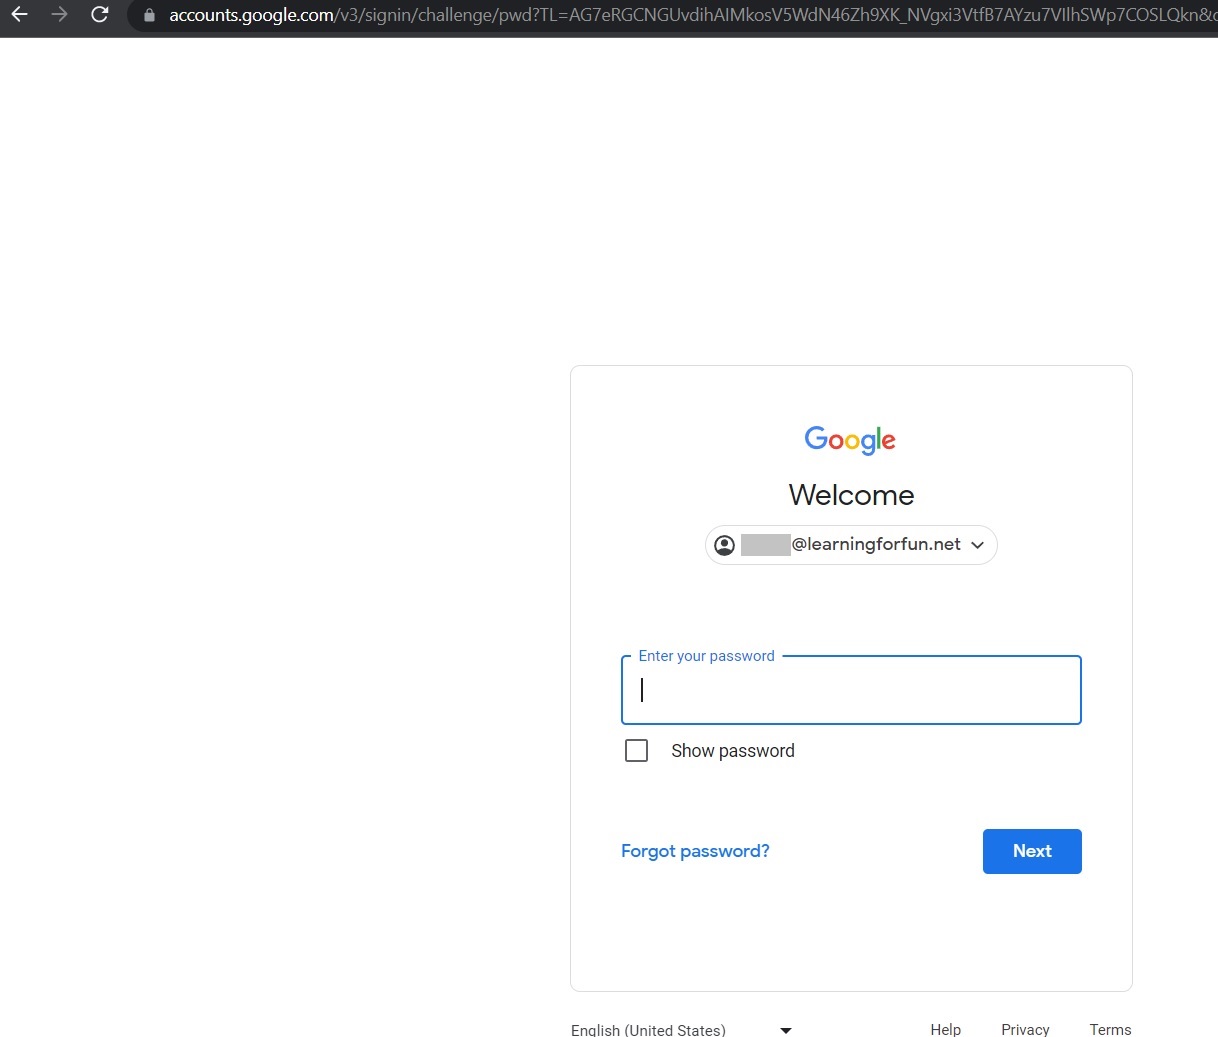 accounts.google.com/v3/signin/challenge/pwd?TL=AG7eRGCNGUvdihAIMkosV5WdN46Zh9XK_NVgxi3VtfB7AYzu7VIlhSWp7COSLQkn&c
Google
Welcome
@learningforfun.net
Enter your password
Show password
Forgot password?
Next
English (United States)
Help Privacy Terms